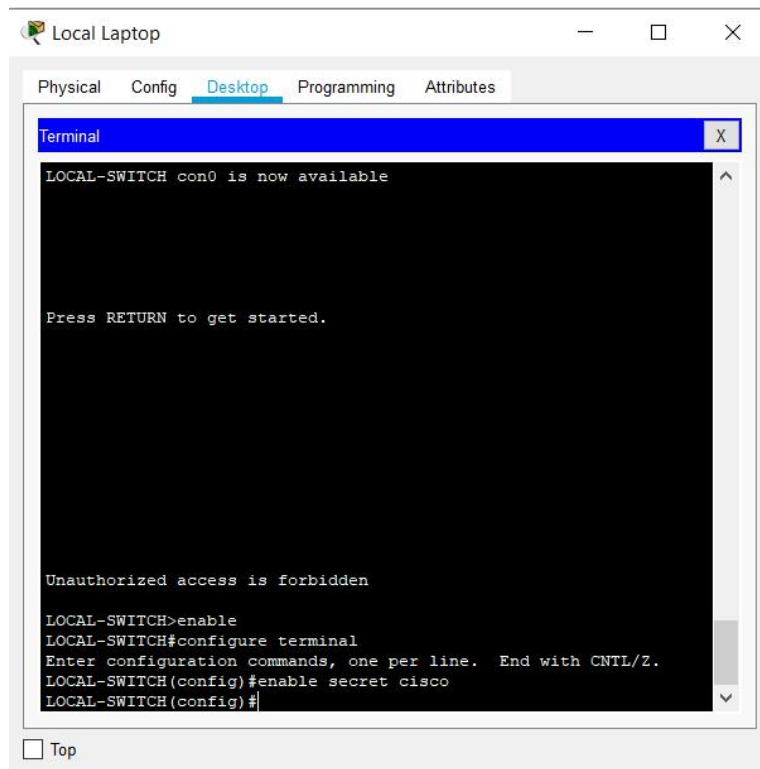 Local Laptop
Physical Config Desktop Programming Attributes
Terminal X
LOCAL-SWITCH con0 is now available
Press RETURN to get started.
Unauthorized access is forbidden
LOCAL-SWITCH>enable
LOCAL-SWITCH#configure terminal
Enter configuration commands, one per line.  End with CNTL/Z.
LOCAL-SWITCH(config)#enable secret cisco
LOCAL-SWITCH(config)#
Top